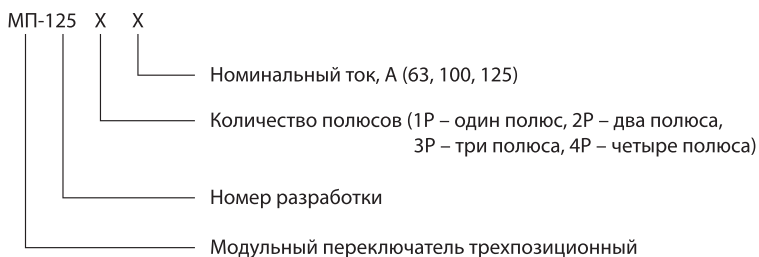 МП-125 Х Х
Номинальный ток, А (63, 100, 125)
Количество полюсов (1Р – один полюс, 2Р – два полюса,
3Р – три полюса, 4Р – четыре полюса)
Номер разработки
Модульный переключатель трехпозиционный